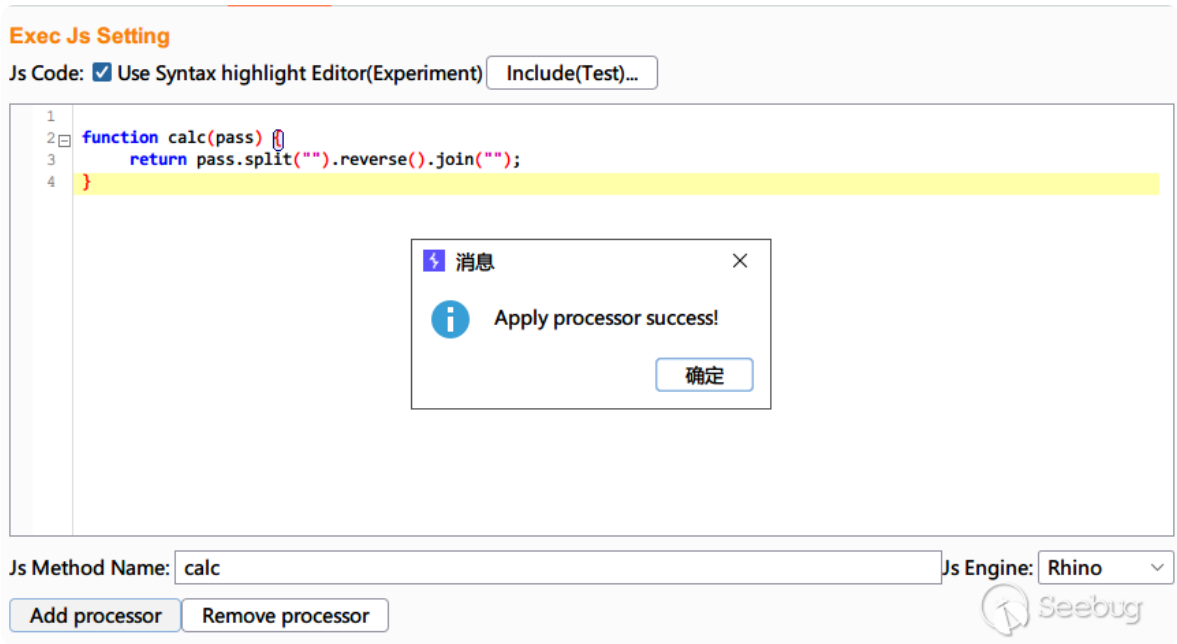 Exec Js Setting
Js Code: Use Syntax highlight Editor(Experiment) Include(Test)...
1
2 function calc(pass) {
3 return pass.split("").reverse().join("");
4 }
消息
Apply processor success!
确定
Js Method Name: calc Js Engine: Rhino
Add processor Remove processor
Seebug